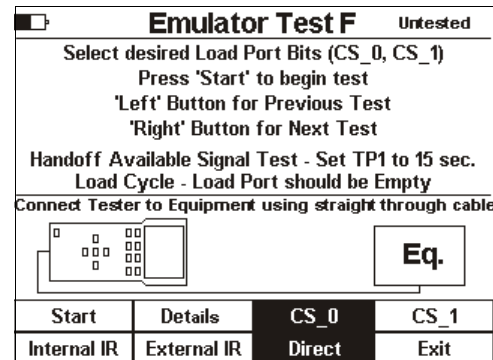 Emulator Test F Untested
Select desired Load Port Bits (CS_0, CS_1)
Press 'Start' to begin test
'Left' Button for Previous Test
'Right' Button for Next Test
Handoff Available Signal Test - Set TP1 to 15 sec.
Load Cycle - Load Port should be Empty
Connect Tester to Equipment using straight through cable
Eq.
Start Details CS_0 CS_1
Internal IR External IR Direct Exit